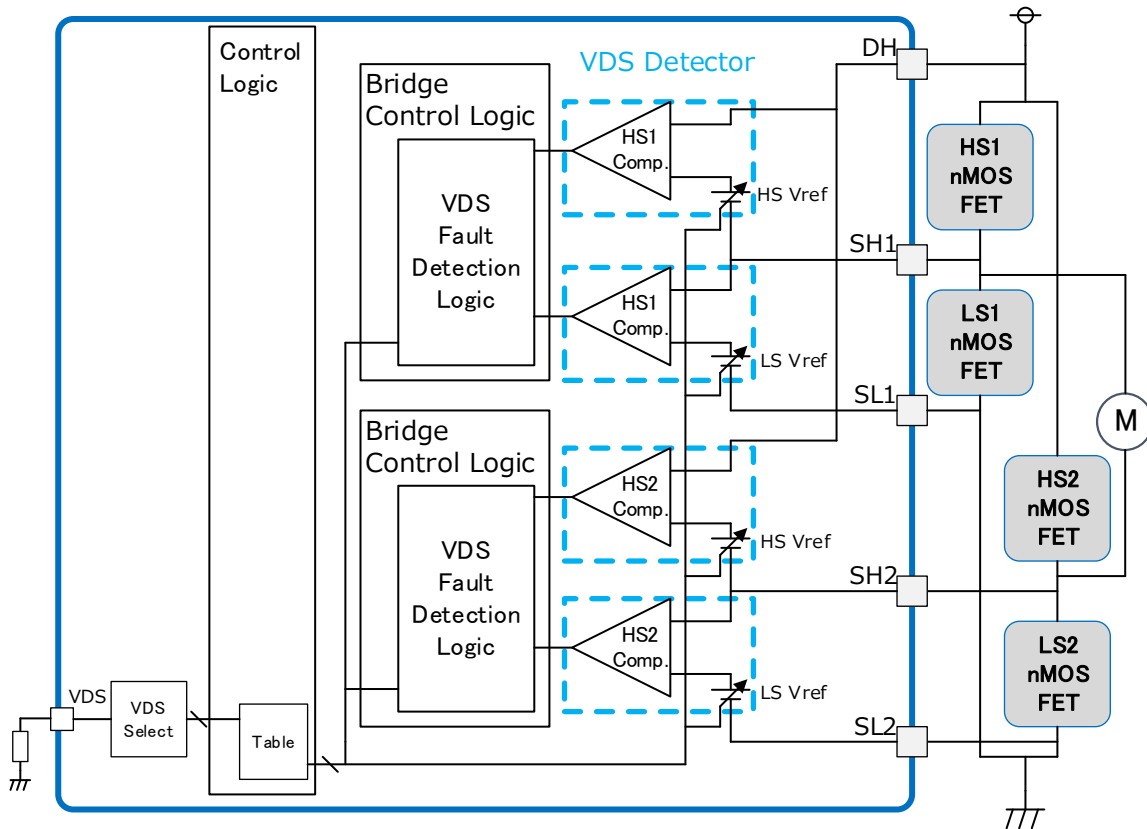 Control
Logic
Bridge
Control Logic
VDS
Fault
Detection
Logic
VDS Detector
HS1
Comp.
HS Vref
HS1
Comp.
LS Vref
Bridge
Control Logic
VDS
Fault
Detection
Logic
HS2
Comp.
HS Vref
HS2
Comp.
LS Vref
VDS
VDS
Select
Table
DH
SH1
SL1
SH2
SL2
HS1
nMOS
FET
LS1
nMOS
FET
M
HS2
nMOS
FET
LS2
nMOS
FET